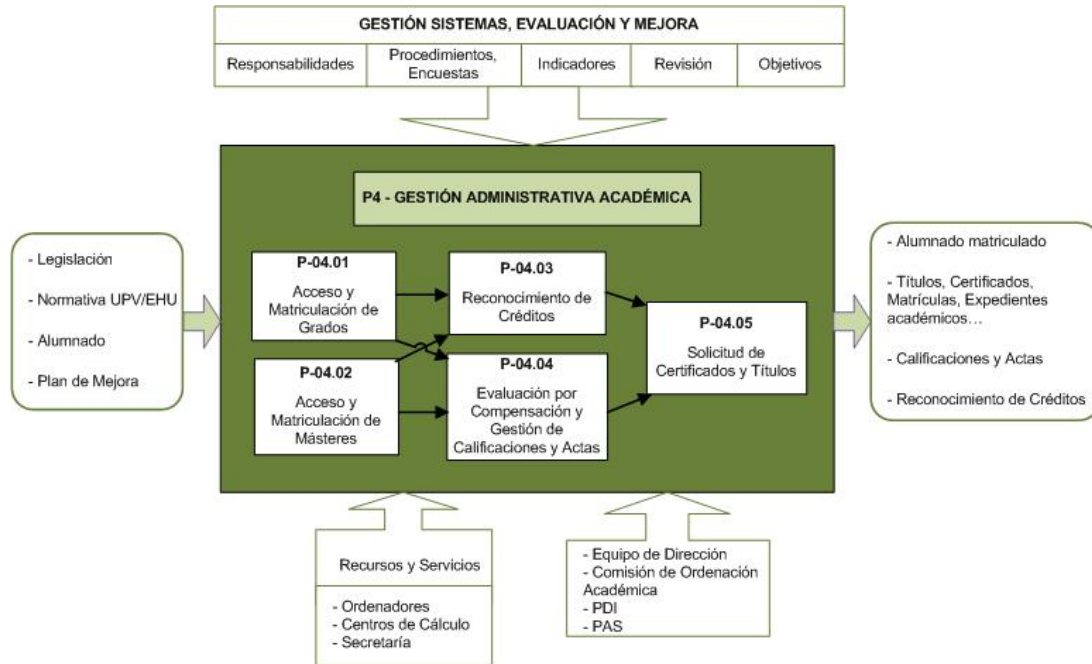 GESTIÓN SISTEMAS, EVALUACIÓN Y MEJORA
Responsabilidades
Procedimientos,
Encuestas
Indicadores
Revisión
Objetivos
P4 - GESTIÓN ADMINISTRATIVA ACADÉMICA
- Legislación
- Normativa UPV/EHU
- Alumnado
- Plan de Mejora
P-04.01
Acceso y
Matriculación de
Grados
P-04.02
Acceso y
Matriculación de
Másteres
P-04.03
Reconocimiento de
Créditos
P-04.04
Evaluación por
Compensación y
Gestión de
Calificaciones y Actas
P-04.05
Solicitud de
Certificados y Títulos
- Alumnado matriculado
- Títulos, Certificados,
Matrículas, Expedientes
académicos...
- Calificaciones y Actas
- Reconocimiento de Créditos
Recursos y Servicios
- Ordenadores
- Centros de Cálculo
- Secretaría
- Equipo de Dirección
- Comisión de Ordenación
Académica
- PDI
- PAS